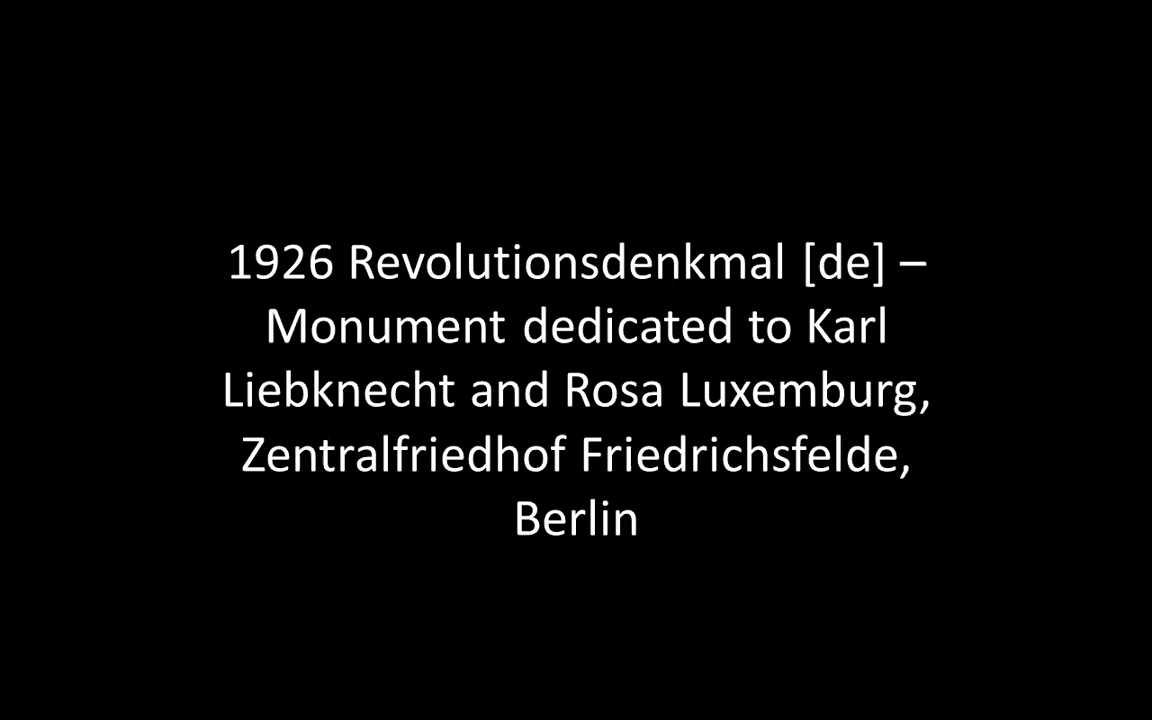 1926 Revolutionsdenkmal [de] –
Monument dedicated to Karl
Liebknecht and Rosa Luxemburg,
Zentralfriedhof Friedrichsfelde,
Berlin